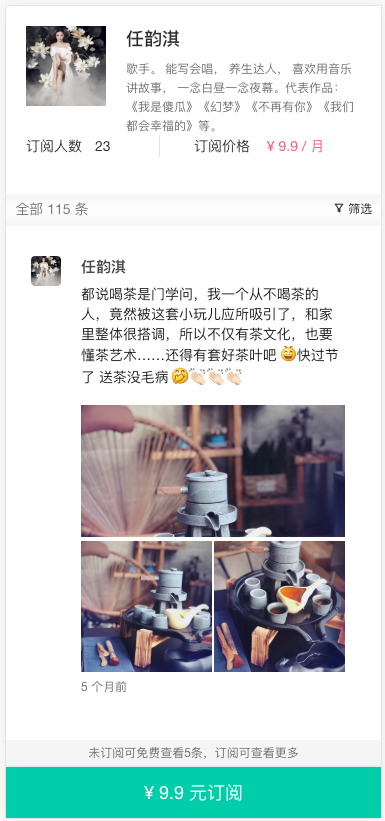 任韵淇
歌手。 能写会唱， 养生达人， 喜欢用音乐
讲故事， 一念白昼一念夜幕。代表作品：
《我是傻瓜》《幻梦》《不再有你》《我们
都会幸福的》等。
订阅人数 23
订阅价格 ¥ 9.9 / 月
全部 115 条
筛选
任韵淇
都说喝茶是门学问，我一个从不喝茶的
人，竟然被这套小玩儿应所吸引了，和家
里整体很搭调，所以不仅有茶文化，也要
懂茶艺术……还得有套好茶叶吧 😆快过节
了 送茶没毛病 🤣👏🏻👏🏻👏🏻
5 个月前
未订阅可免费查看5条，订阅可查看更多
¥ 9.9 元订阅